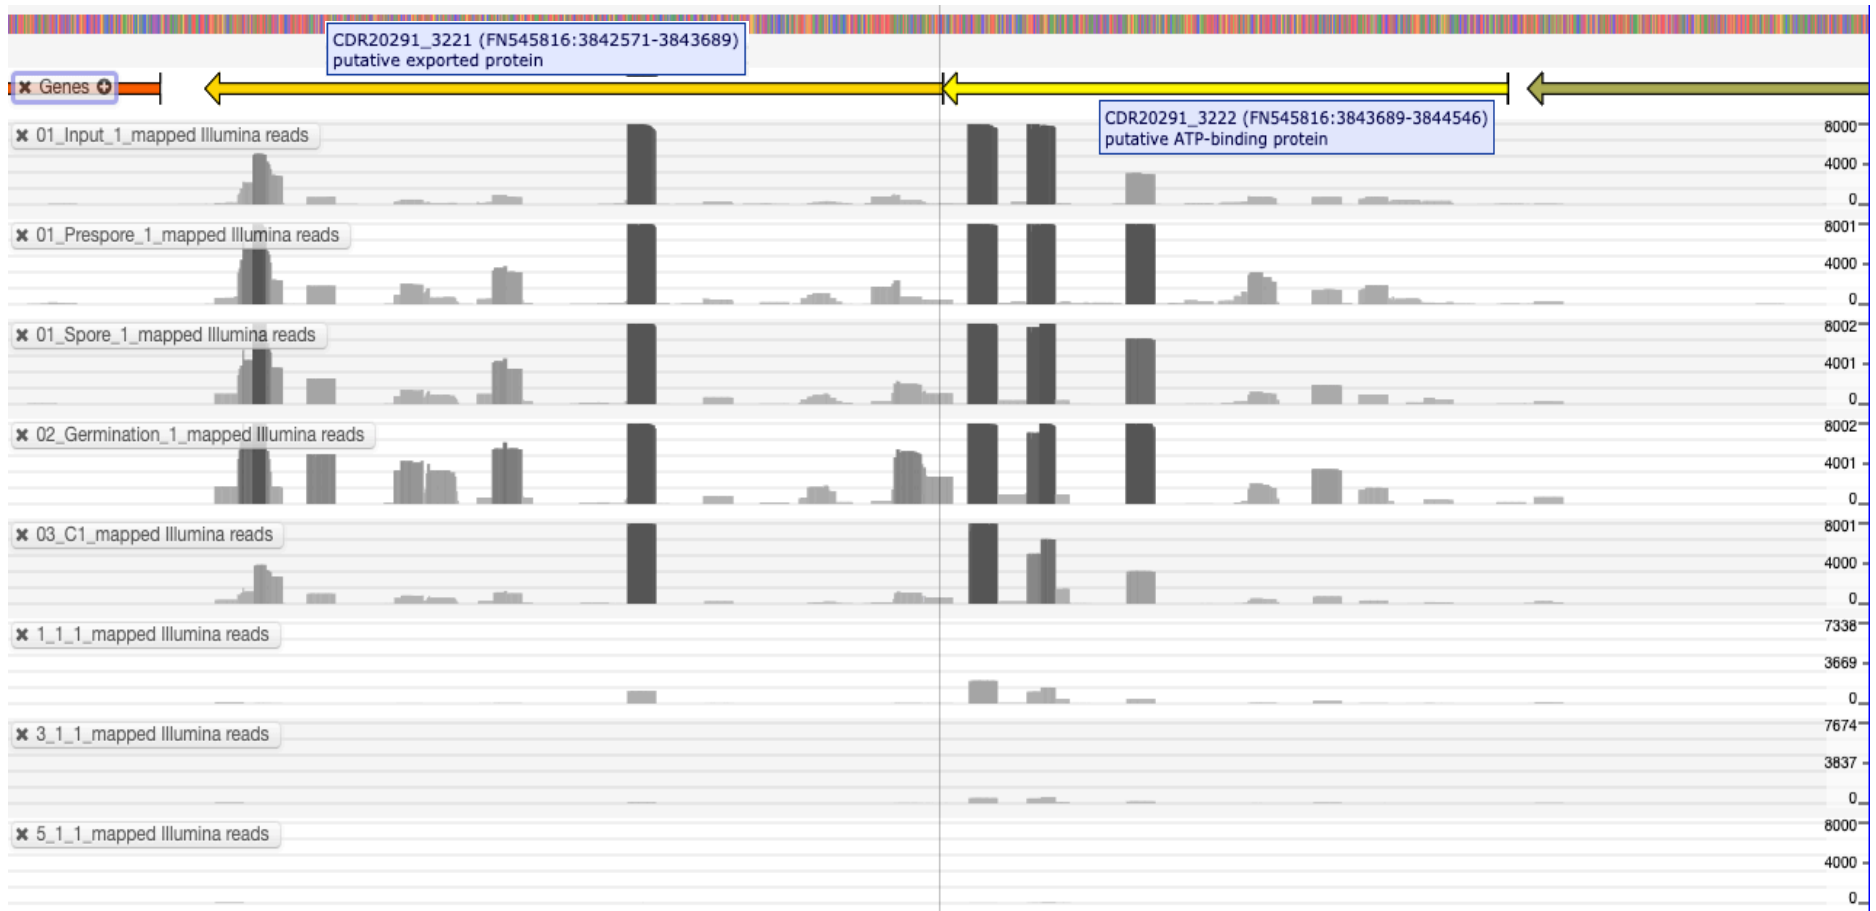 CDR20291_3221 (FN545816:3842571-3843689)
putative exported protein
✖ Genes
CDR20291_3222 (FN545816:3843689-3844546)
putative ATP-binding protein
✖ 01_Input_1_mapped Illumina reads
8000
4000
0
✖ 01_Prespore_1_mapped Illumina reads
8001
4000
0
✖ 01_Spore_1_mapped Illumina reads
8002
4001
0
✖ 02_Germination_1_mapped Illumina reads
8002
4001
0
✖ 03_C1_mapped Illumina reads
8001
4000
0
✖ 1_1_1_mapped Illumina reads
7338
3669
0
✖ 3_1_1_mapped Illumina reads
7674
3837
0
✖ 5_1_1_mapped Illumina reads
8000
4000
0